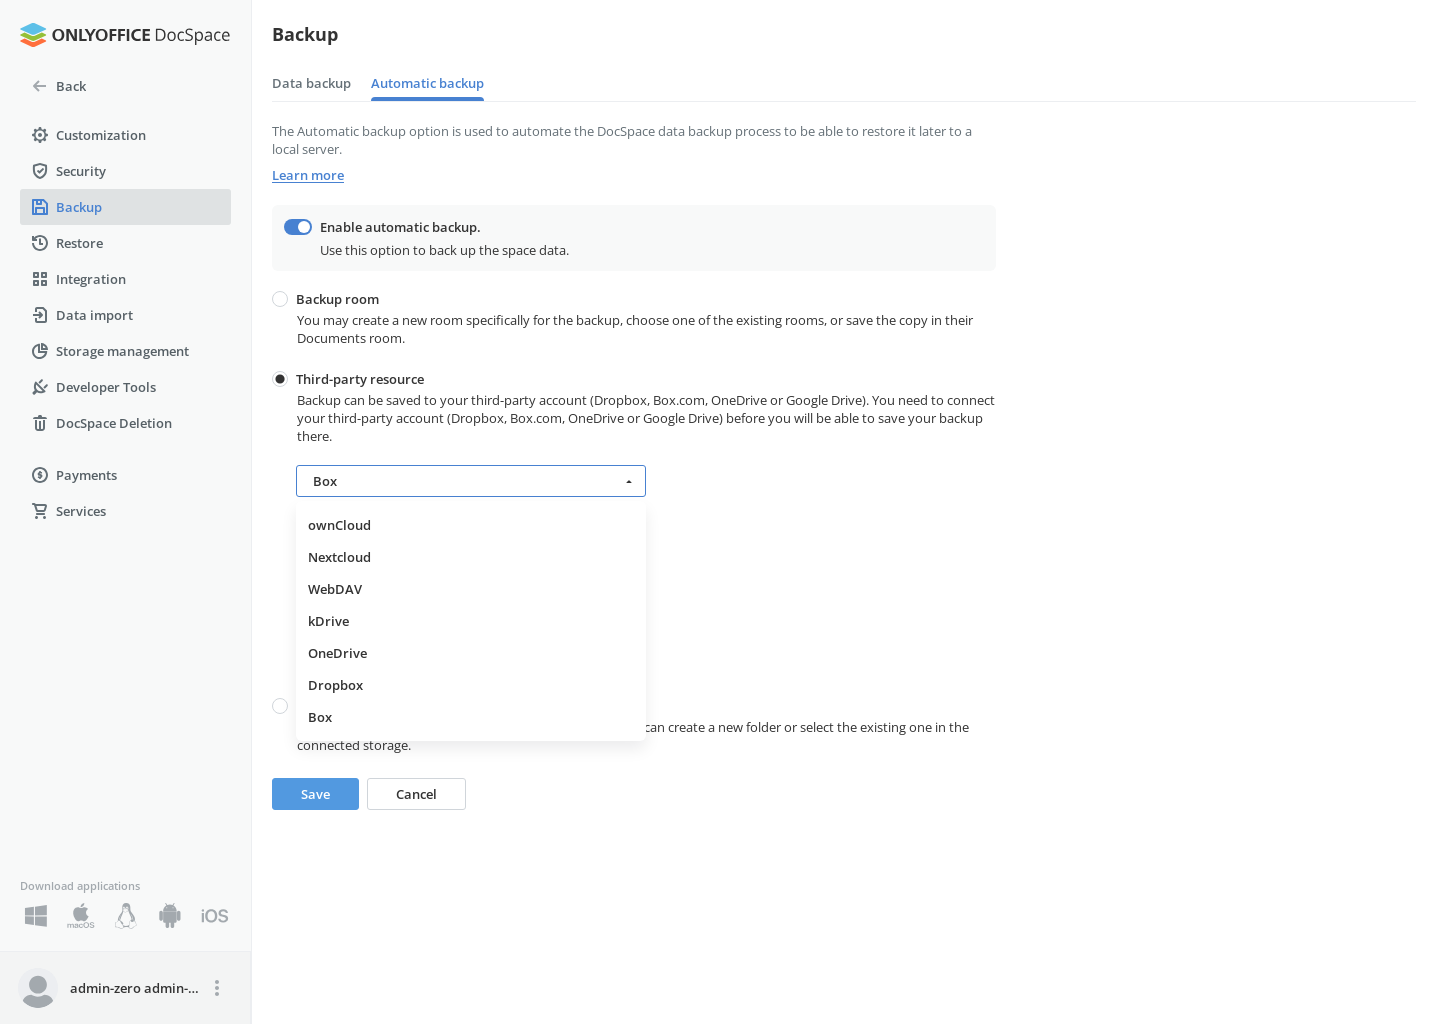 ONLYOFFICE DocSpace
Back
Customization
Security
Backup
Restore
Integration
Data import
Storage management
Developer Tools
DocSpace Deletion
Payments
Services
Download applications
macOS
iOS
admin-zero admin-...
Backup
Data backup
Automatic backup
The Automatic backup option is used to automate the DocSpace data backup process to be able to restore it later to a
local server.
Learn more
Enable automatic backup.
Use this option to back up the space data.
Backup room
You may create a new room specifically for the backup, choose one of the existing rooms, or save the copy in their
Documents room.
Third-party resource
Backup can be saved to your third-party account (Dropbox, Box.com, OneDrive or Google Drive). You need to connect
your third-party account (Dropbox, Box.com, OneDrive or Google Drive) before you will be able to save your backup
there.
Box
ownCloud
Nextcloud
WebDAV
kDrive
OneDrive
Dropbox
Box
can create a new folder or select the existing one in the
connected storage.
Save
Cancel